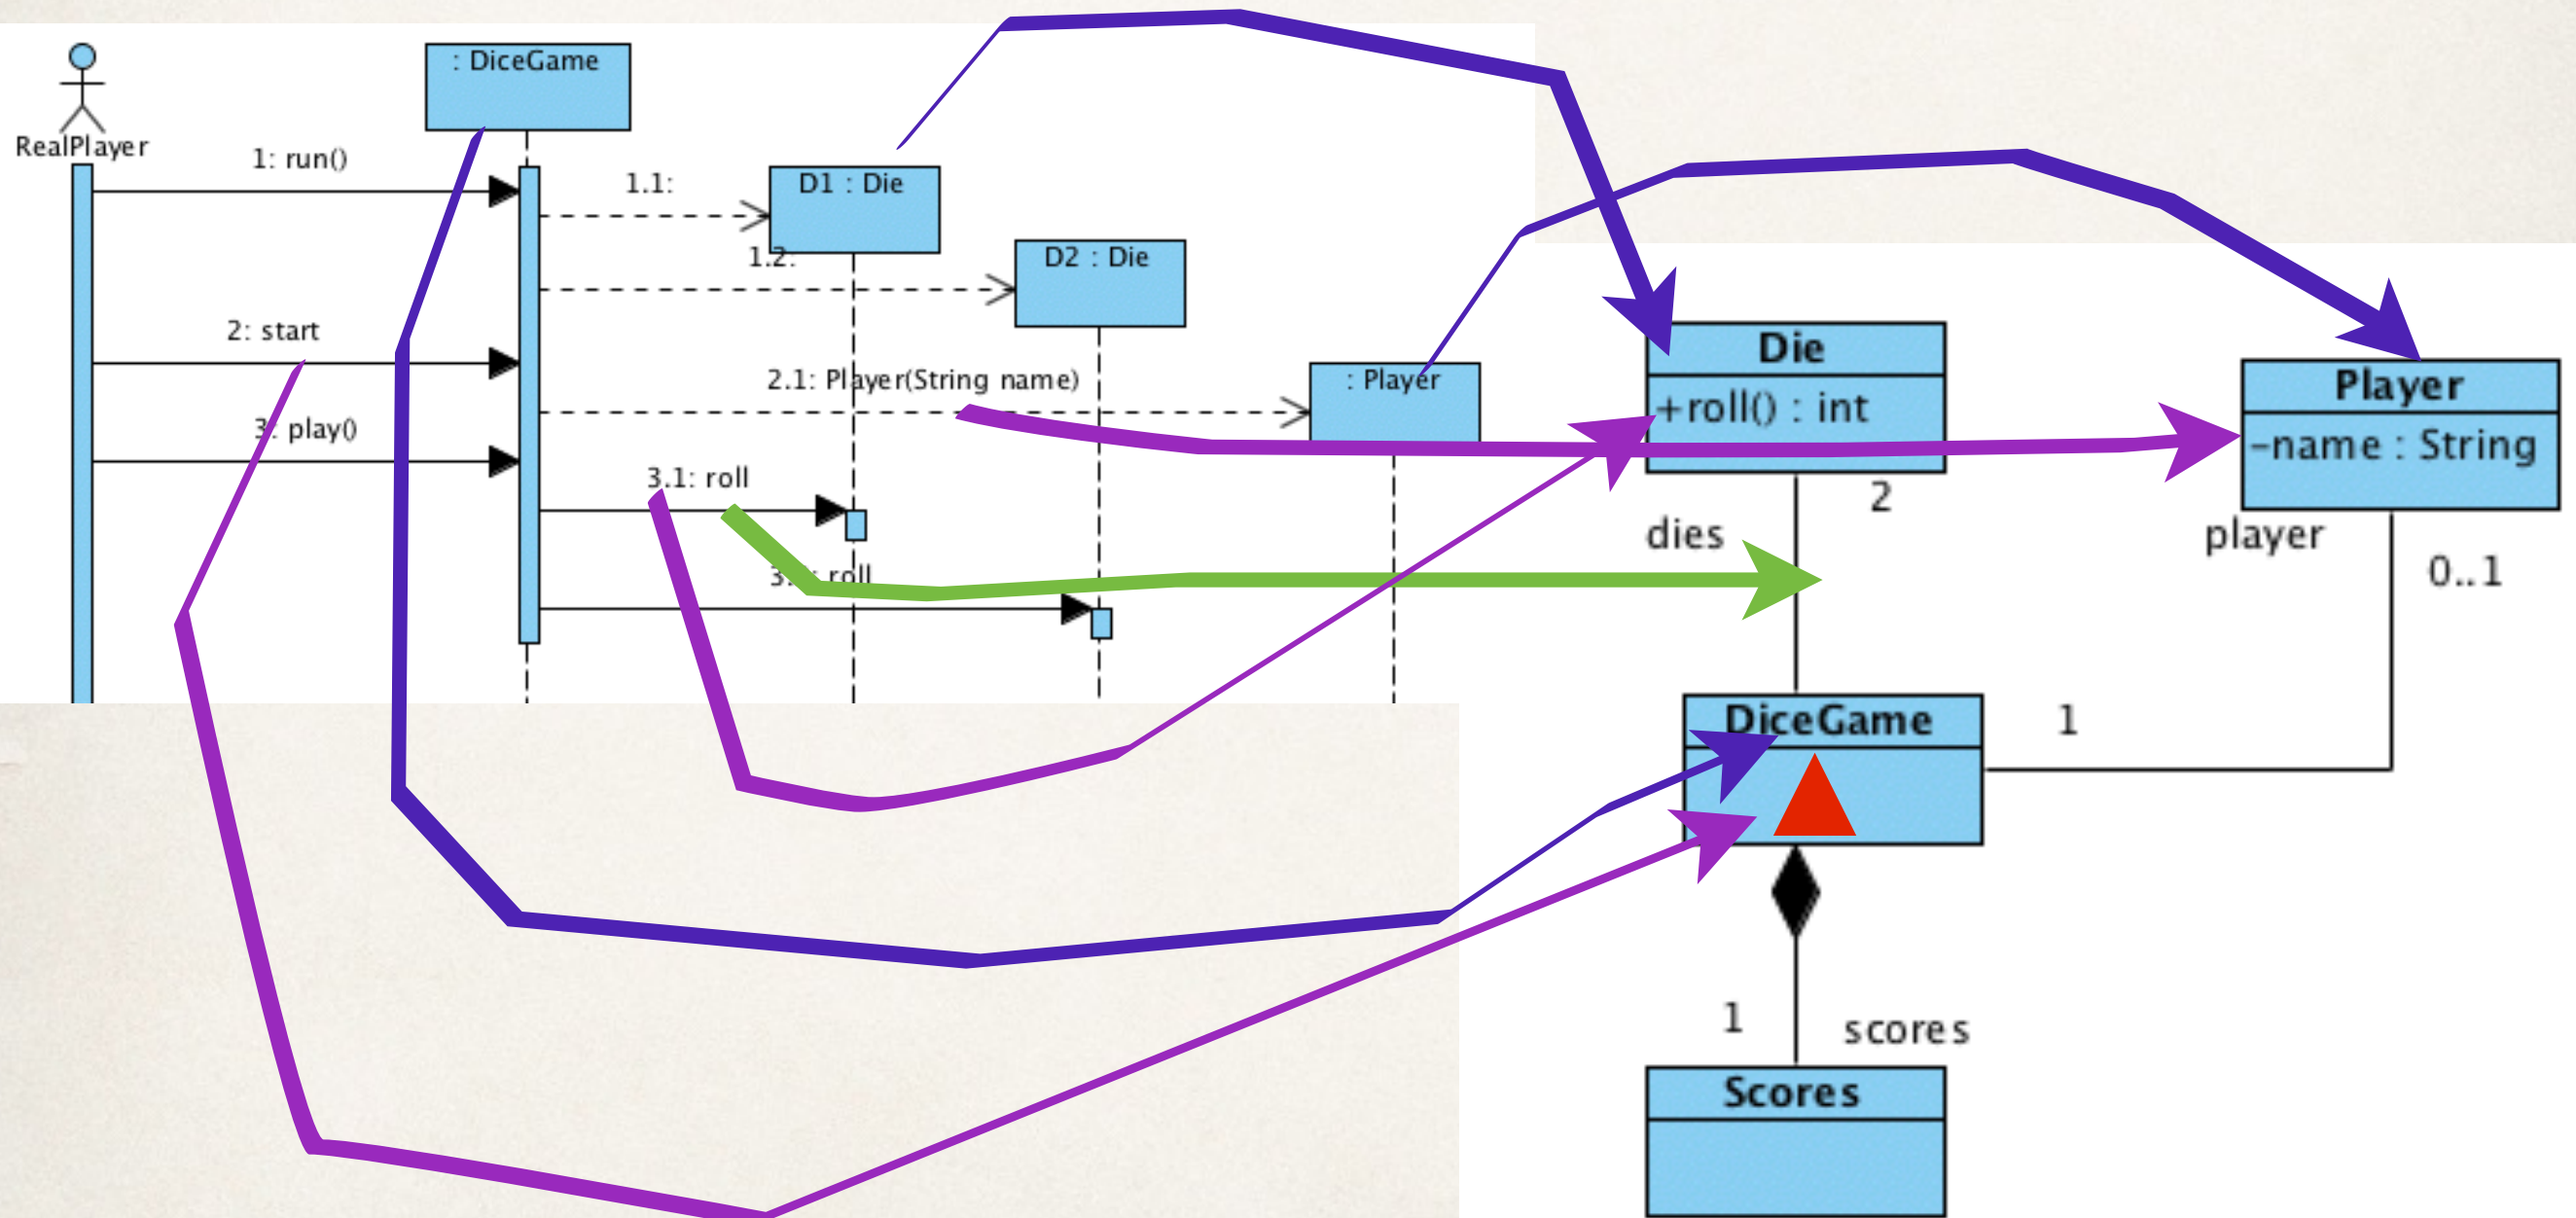 : DiceGame
RealPlayer
1: run()
1.1:
D1 : Die
1.2:
D2 : Die
2: start
2.1: Player(String name)
: Player
3: play()
3.1: roll
roll
Die
+roll() : int
2
dies
Player
-name : String
player
0..1
DiceGame
1
1
scores
Scores